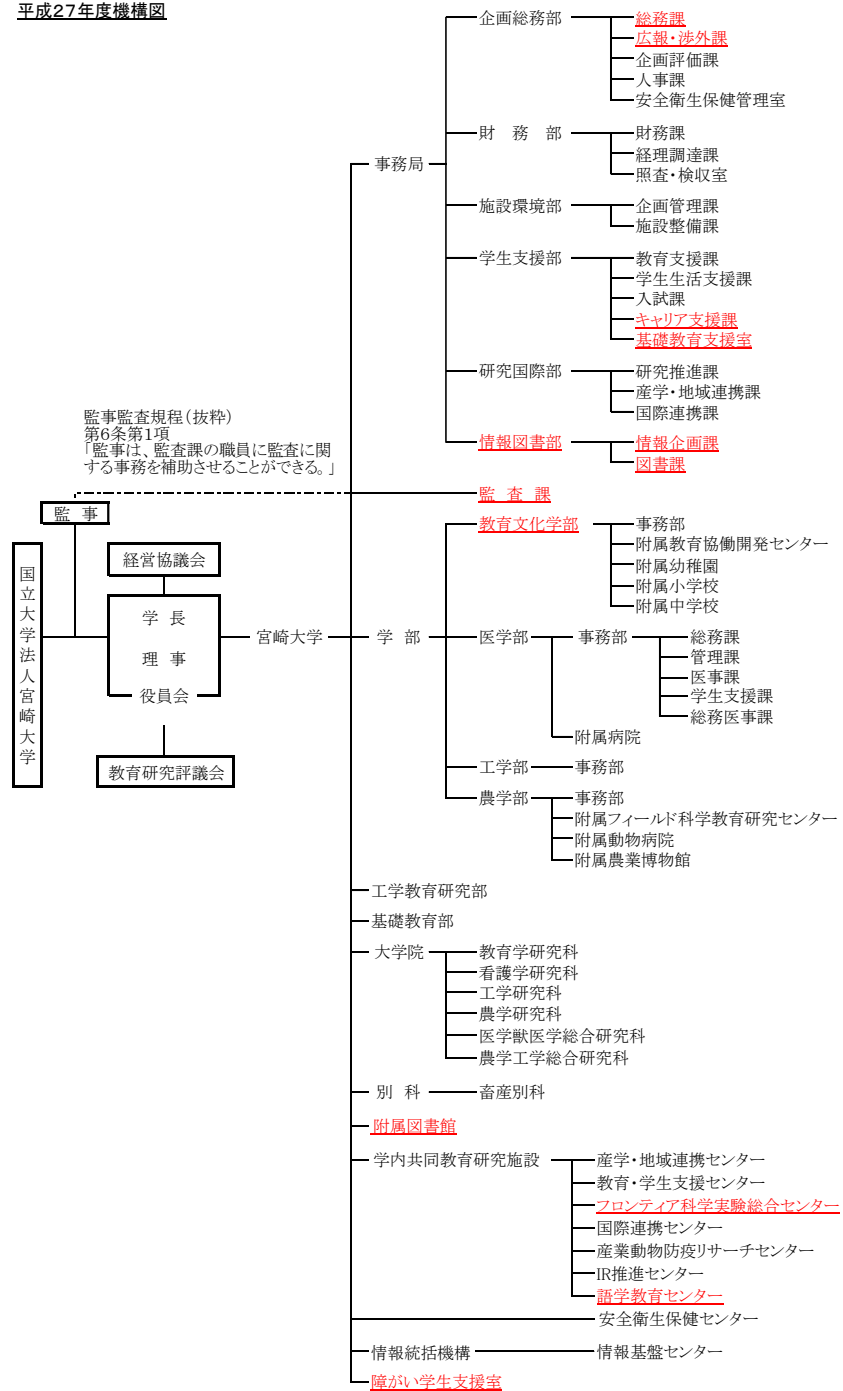 平成27年度機構図
企画総務部
総務課
広報・渉外課
企画評価課
人事課
安全衛生保健管理室
事務局
財 務 部
財務課
経理調達課
照査・検収室
施設環境部
企画管理課
施設整備課
学生支援部
教育支援課
学生生活支援課
入試課
キャリア支援課
基礎教育支援室
研究国際部
研究推進課
産学・地域連携課
国際連携課
情報図書部
情報企画課
図書課
監事監査規程(抜粋)
第6条第1項
「監事は、監査課の職員に監査に関
する事務を補助させることができる。」
監 査 課
監 事
国立大学法人宮崎大学
経営協議会
学 長
理 事
役員会
教育研究評議会
宮崎大学
学 部
教育文化学部
事務部
附属教育協働開発センター
附属幼稚園
附属小学校
附属中学校
医学部
事務部
総務課
管理課
医事課
学生支援課
総務医事課
附属病院
工学部
事務部
農学部
事務部
附属フィールド科学教育研究センター
附属動物病院
附属農業博物館
工学教育研究部
基礎教育部
大学院
教育学研究科
看護学研究科
工学研究科
農学研究科
医学獣医学総合研究科
農学工学総合研究科
別 科
畜産別科
附属図書館
学内共同教育研究施設
産学・地域連携センター
教育・学生支援センター
フロンティア科学実験総合センター
国際連携センター
産業動物防疫リサーチセンター
IR推進センター
語学教育センター
安全衛生保健センター
情報統括機構
情報基盤センター
障がい学生支援室